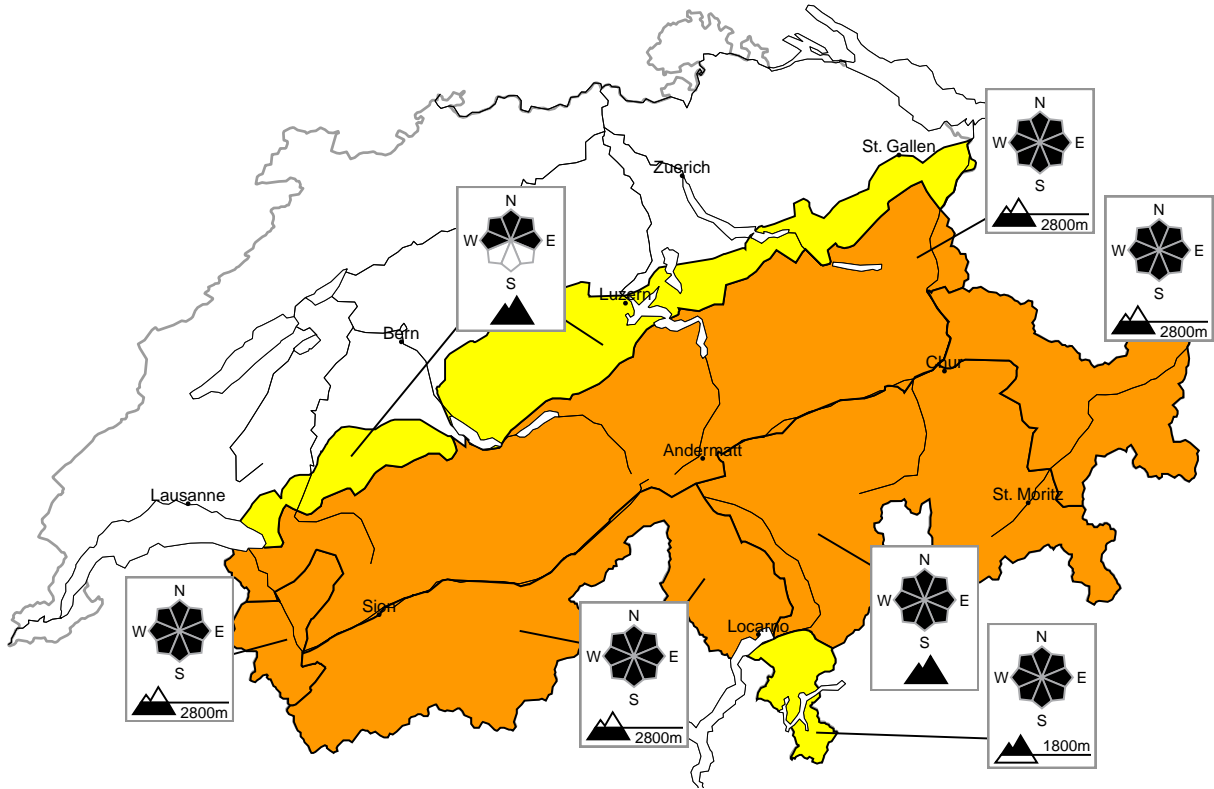 N
W E
S
2800m
St. Gallen
Zuerich
N
W E
S
2800m
N
W E
S
Luzern
Bern
Chur
Andermatt
Lausanne
St. Moritz
N
W E
S
2800m
Sion
N
W E
S
2800m
Locarno
N
W E
S
N
W E
S
1800m